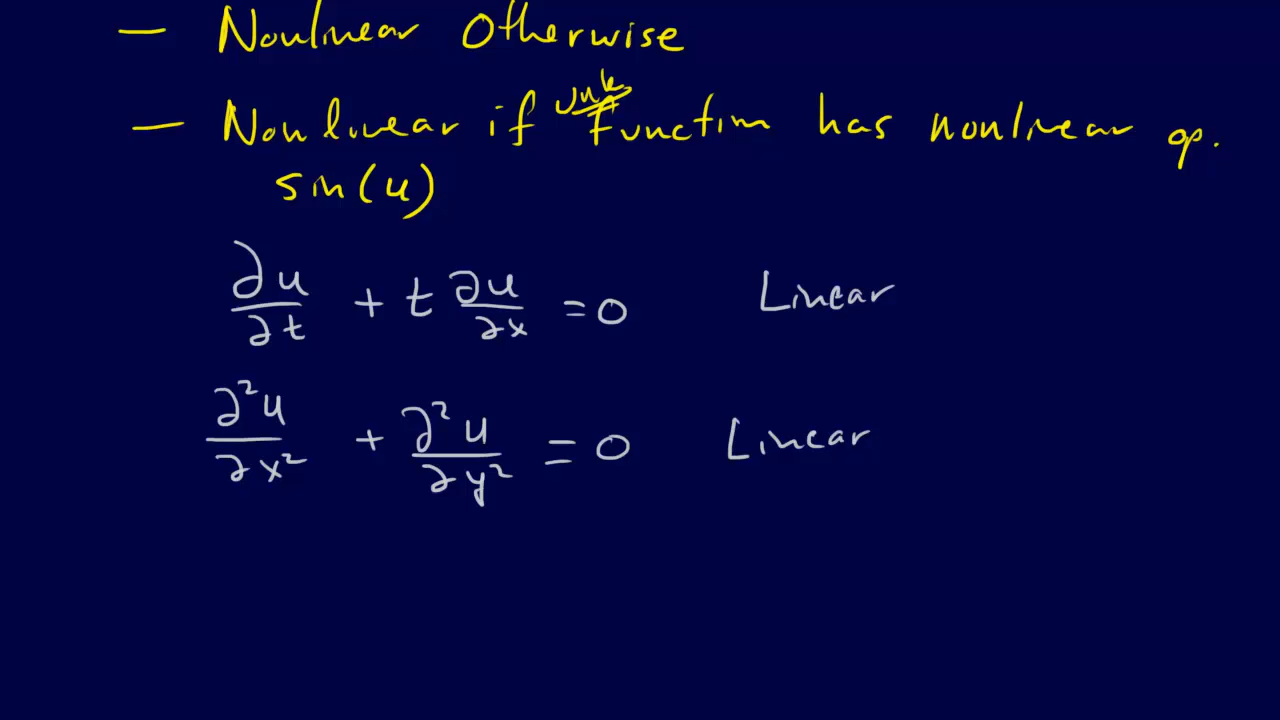 — Nonlinear Otherwise
— Nonlinear if unk function has nonlinear op.
sin(u)
∂u/∂t + t ∂u/∂x = 0 Linear
∂²u/∂x² + ∂²u/∂y² = 0 Linear